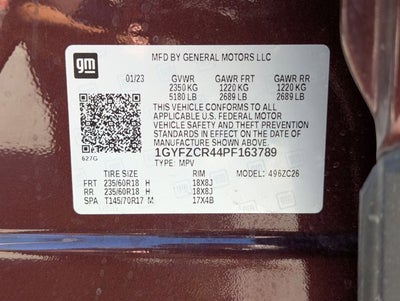 gm
MFD BY GENERAL MOTORS LLC
01/23 GVWR GAWR FRT GAWR RR
2350 KG 1220 KG 1220 KG
5180 LB 2689 LB 2689 LB
THIS VEHICLE CONFORMS TO ALL
APPLICABLE U.S. FEDERAL MOTOR
VEHICLE SAFETY AND THEFT PREVENTION
STANDARDS IN EFFECT ON THE DATE
OF MANUFACTURE SHOWN ABOVE.
627G
1GYFZCR44PF163789
TYPE: MPV MODEL: 496ZC26
TIRE SIZE RIM
FRT 235/60R18 H 18X8J
RR 235/60R18 H 18X8J
SPA T145/70R17 M 17X4B